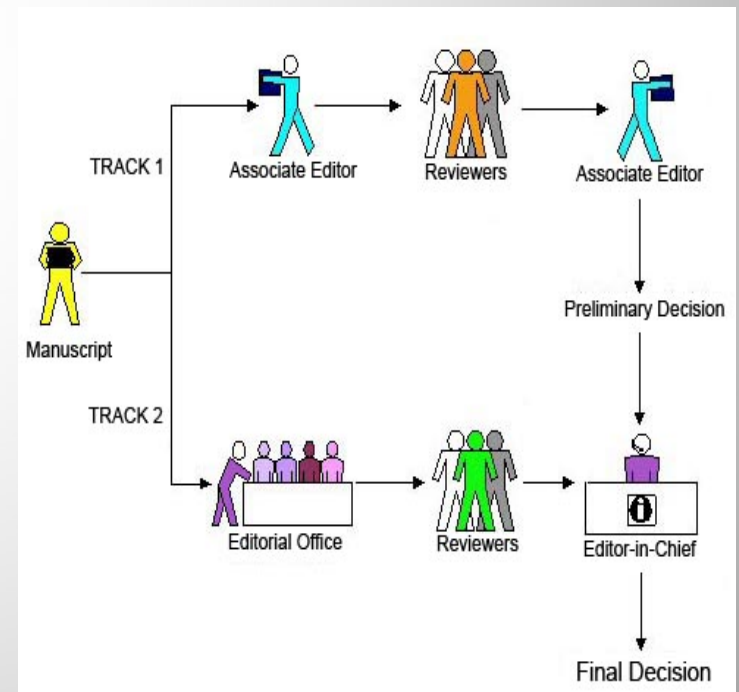 TRACK 1
Associate Editor
Reviewers
Associate Editor
Manuscript
Preliminary Decision
TRACK 2
Editorial Office
Reviewers
Editor-in-Chief
Final Decision